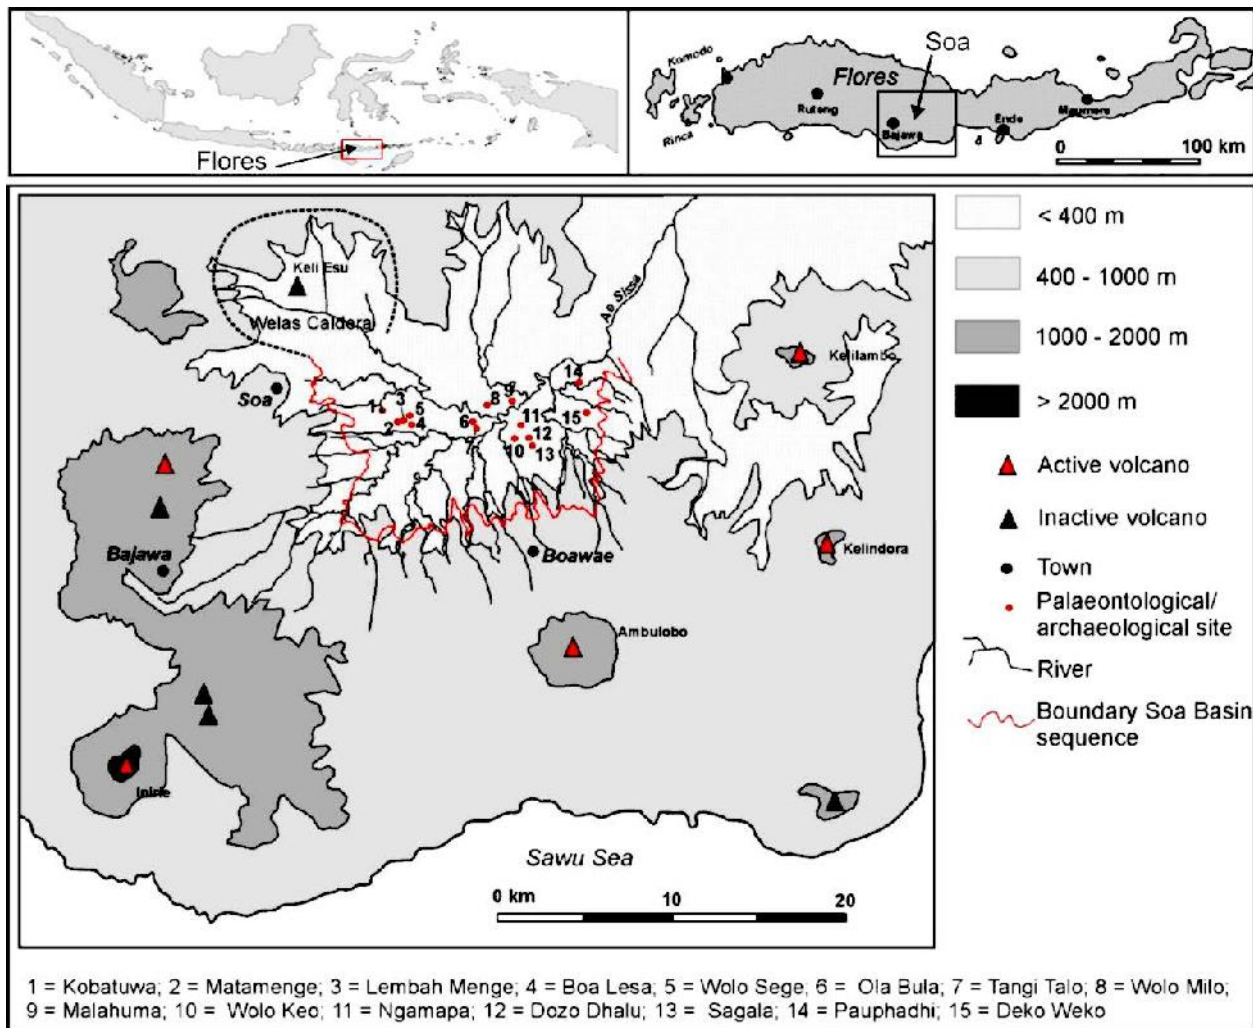 Flores
Soa
Komodo
Flores
Ruteng
Rinca
Bajawa
Ende
Maumere
0 100 km
Keli Esu
Welas Caldera
Ae Sissa
Kelilambo
Soa
1
3
5
2
4
6
8
9
14
11
15
12
10
13
Bajawa
Boawae
Kelindora
Ambulobo
Inirie
Sawu Sea
0 km 10 20
< 400 m
400 - 1000 m
1000 - 2000 m
> 2000 m
Active volcano
Inactive volcano
Town
Palaeontological/
archaeological site
River
Boundary Soa Basin
sequence
1 = Kobatuwa; 2 = Matamenge; 3 = Lembah Menge; 4 = Boa Lesa; 5 = Wolo Sege; 6 = Ola Bula; 7 = Tangi Talo; 8 = Wolo Milo;
9 = Malahuma; 10 = Wolo Keo; 11 = Ngamapa; 12 = Dozo Dhalu; 13 = Sagala; 14 = Pauphadhi; 15 = Deko Weko